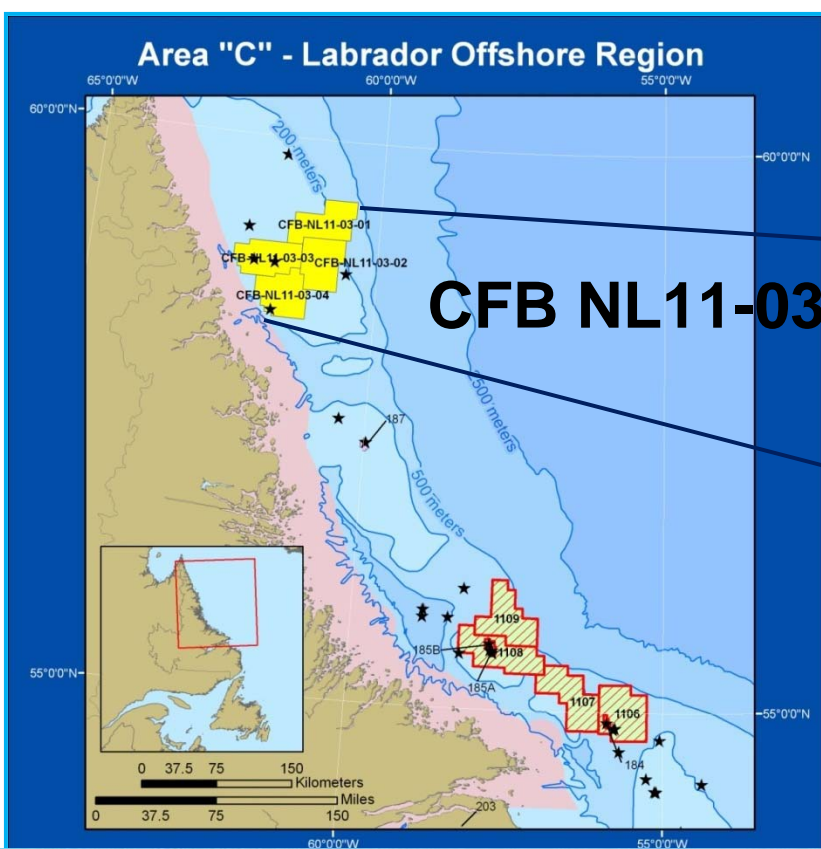 Area "C" - Labrador Offshore Region
65°0'0"W
60°0'0"W
55°0'0"W
60°0'0"N
60°0'0"N
200 meters
CFB-NL11-03-01
CFB-NL11-03-03
CFB-NL11-03-02
CFB-NL11-03-04
CFB NL11-03
2500 meters
187
500 meters
1109
185B
1108
185A
55°0'0"N
1107
1106
55°0'0"N
184
0 37.5 75 150
Kilometers
Miles
0 37.5 75 150
203
60°0'0"W
55°0'0"W